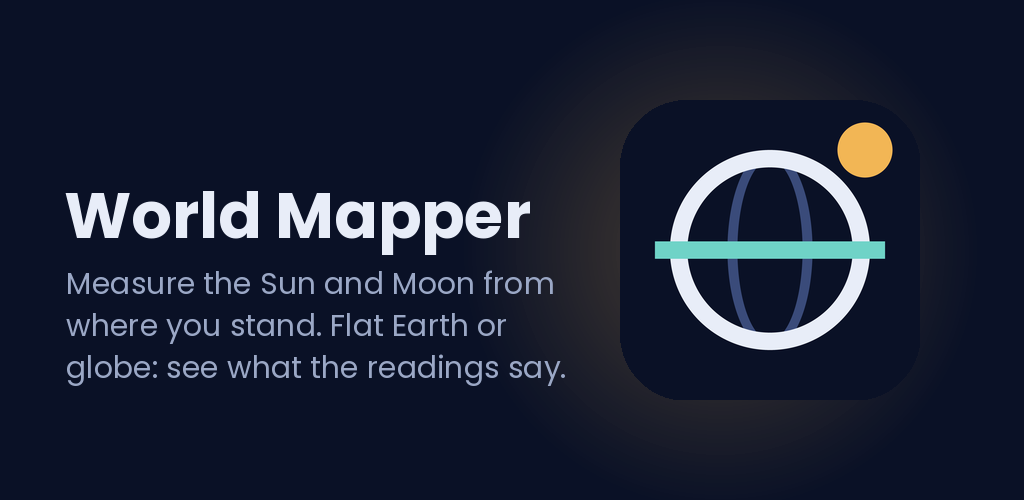 World Mapper
Measure the Sun and Moon from
where you stand. Flat Earth or
globe: see what the readings say.